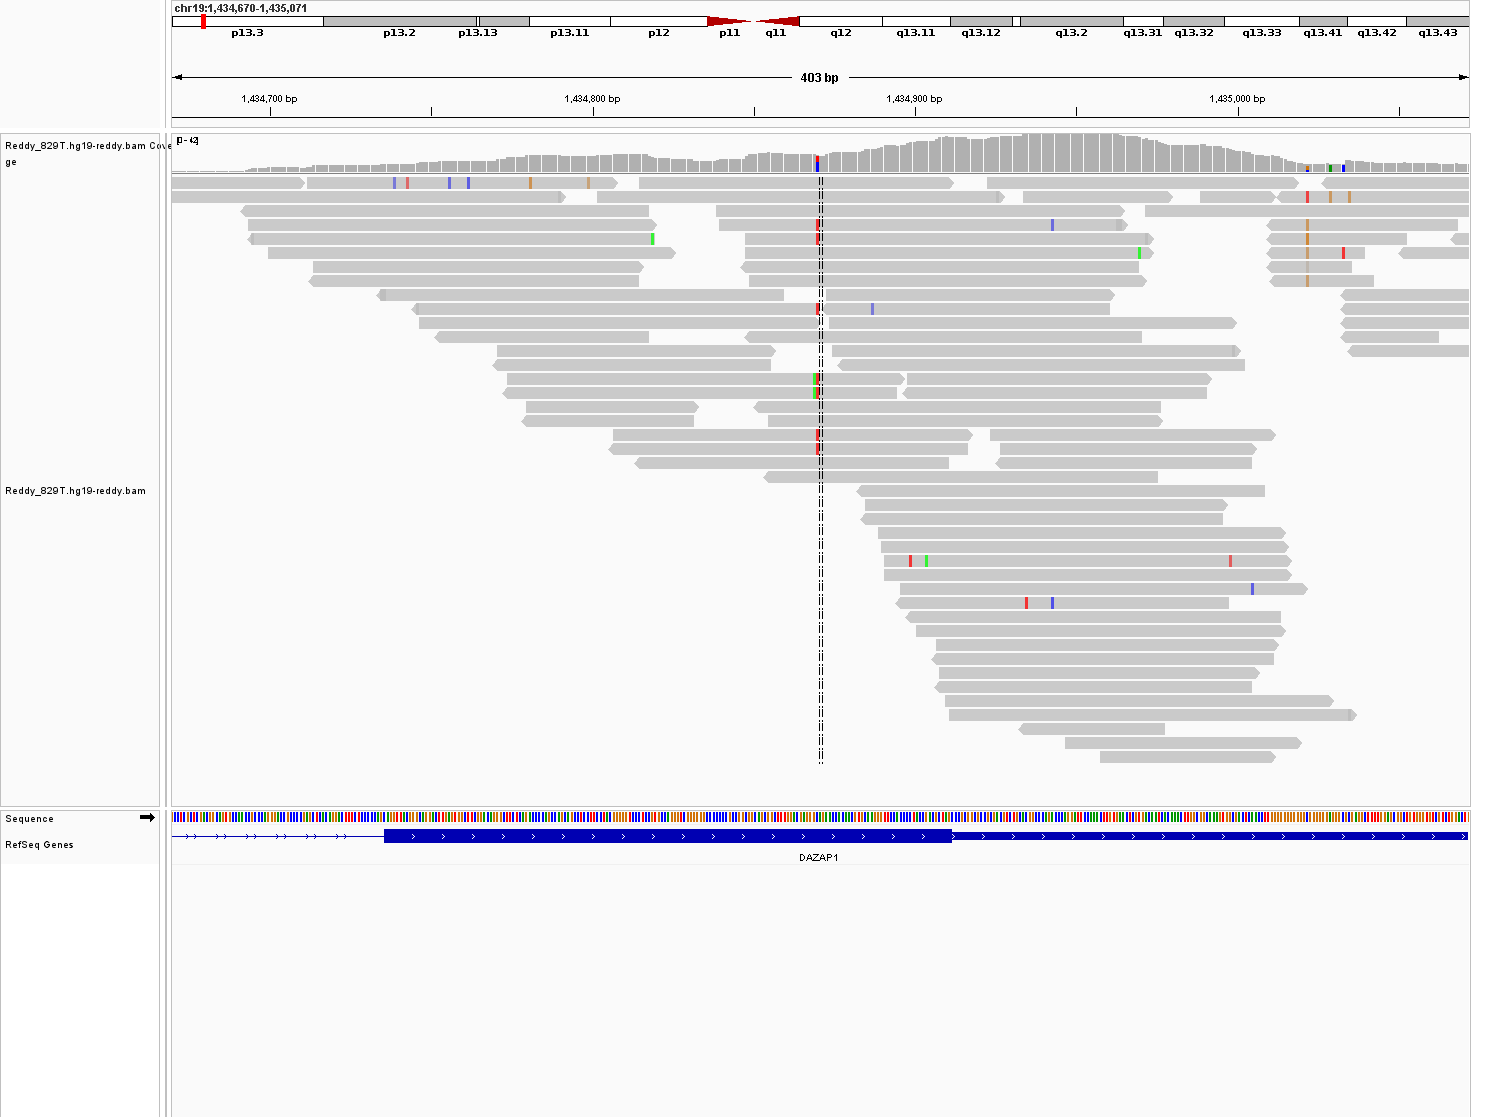 chr19:1,434,670-1,435,071
p13.3 p13.2 p13.13 p13.11 p12 p11 q11 q12 q13.11 q13.12 q13.2 q13.31 q13.32 q13.33 q13.41 q13.42 q13.43
403 bp
1,434,700 bp 1,434,800 bp 1,434,900 bp 1,435,000 bp
Reddy_829T.hg19-reddy.bam Cove
ge
[0 - 42]
Reddy_829T.hg19-reddy.bam
Sequence
RefSeq Genes
DAZAP1